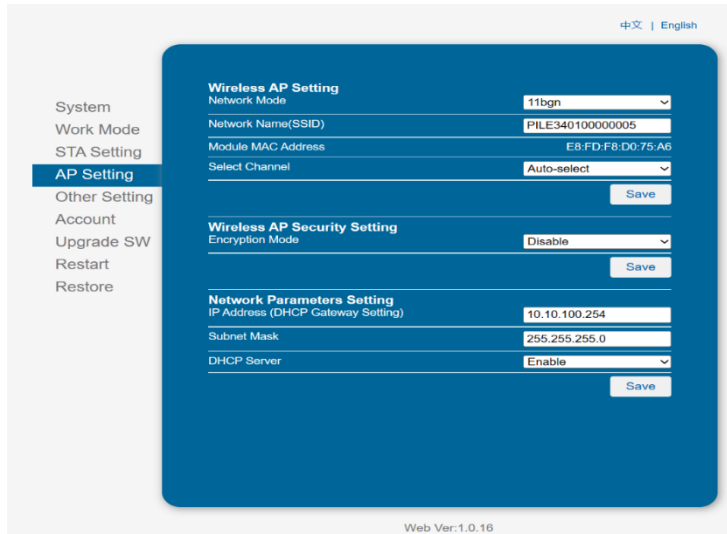 中文 | English
System
Work Mode
STA Setting
AP Setting
Other Setting
Account
Upgrade SW
Restart
Restore
Wireless AP Setting
Network Mode 11bgn
Network Name(SSID) PILE340100000005
Module MAC Address E8:FD:F8:D0:75:A6
Select Channel Auto-select
Save
Wireless AP Security Setting
Encryption Mode Disable
Save
Network Parameters Setting
IP Address (DHCP Gateway Setting) 10.10.100.254
Subnet Mask 255.255.255.0
DHCP Server Enable
Save
Web Ver:1.0.16